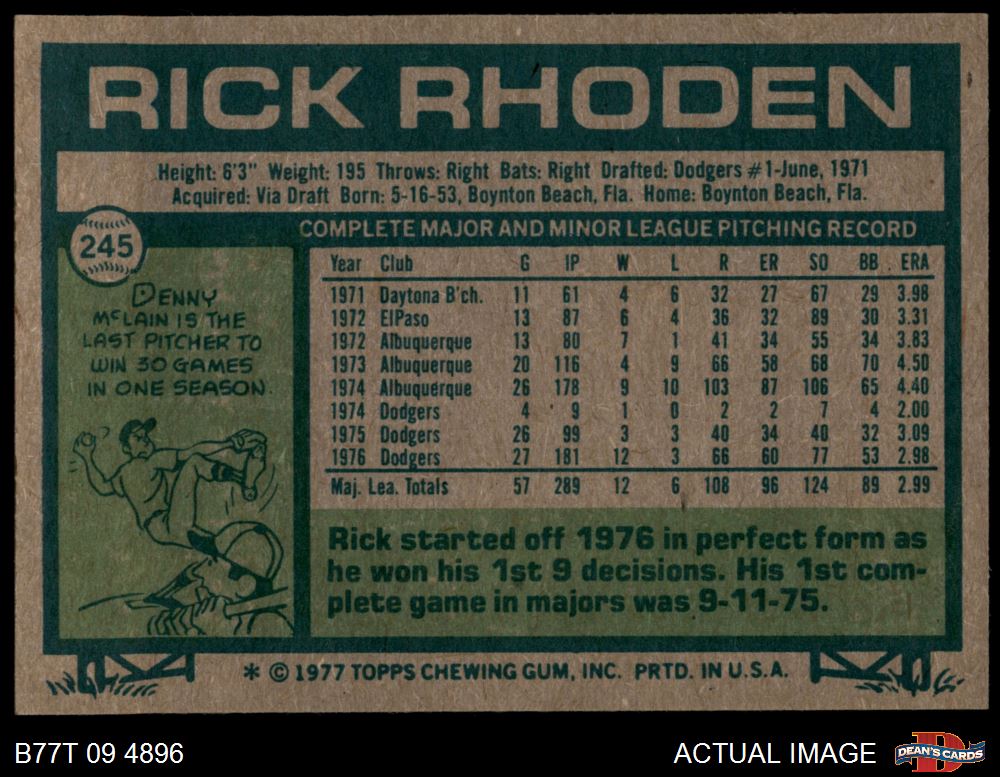 RICK RHODEN
Height: 6'3" Weight: 195 Throws: Right Bats: Right Drafted: Dodgers #1-June, 1971
Acquired: Via Draft Born: 5-16-53, Boynton Beach, Fla. Home: Boynton Beach, Fla.
245
DENNY
McLAIN IS THE
LAST PITCHER TO
WIN 30 GAMES
IN ONE SEASON.
COMPLETE MAJOR AND MINOR LEAGUE PITCHING RECORD
Year Club G IP W L R ER SO BB ERA
1971 Daytona B'ch. 11 61 4 6 32 27 67 29 3.98
1972 ElPaso 13 87 6 4 36 32 89 30 3.31
1972 Albuquerque 13 80 7 1 41 34 55 34 3.83
1973 Albuquerque 20 116 4 9 66 58 68 70 4.50
1974 Albuquerque 26 178 9 10 103 87 106 65 4.40
1974 Dodgers 4 9 1 0 2 2 7 4 2.00
1975 Dodgers 26 99 3 3 40 34 40 32 3.09
1976 Dodgers 27 181 12 3 66 60 77 53 2.98
Maj. Lea. Totals 57 289 12 6 108 96 124 89 2.99
Rick started off 1976 in perfect form as
he won his 1st 9 decisions. His 1st com-
plete game in majors was 9-11-75.
* © 1977 TOPPS CHEWING GUM, INC. PRTD. IN U.S.A.
B77T 09 4896
ACTUAL IMAGE
DEAN'S CARDS